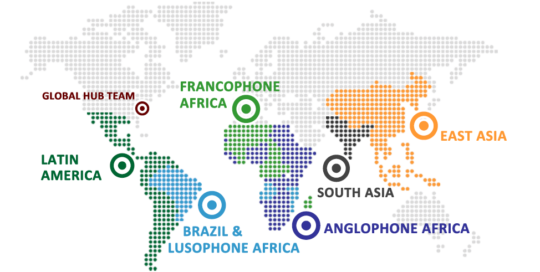 FRANCOPHONE
AFRICA
GLOBAL HUB TEAM
EAST ASIA
LATIN
AMERICA
SOUTH ASIA
BRAZIL &
LUSOPHONE AFRICA
ANGLOPHONE AFRICA